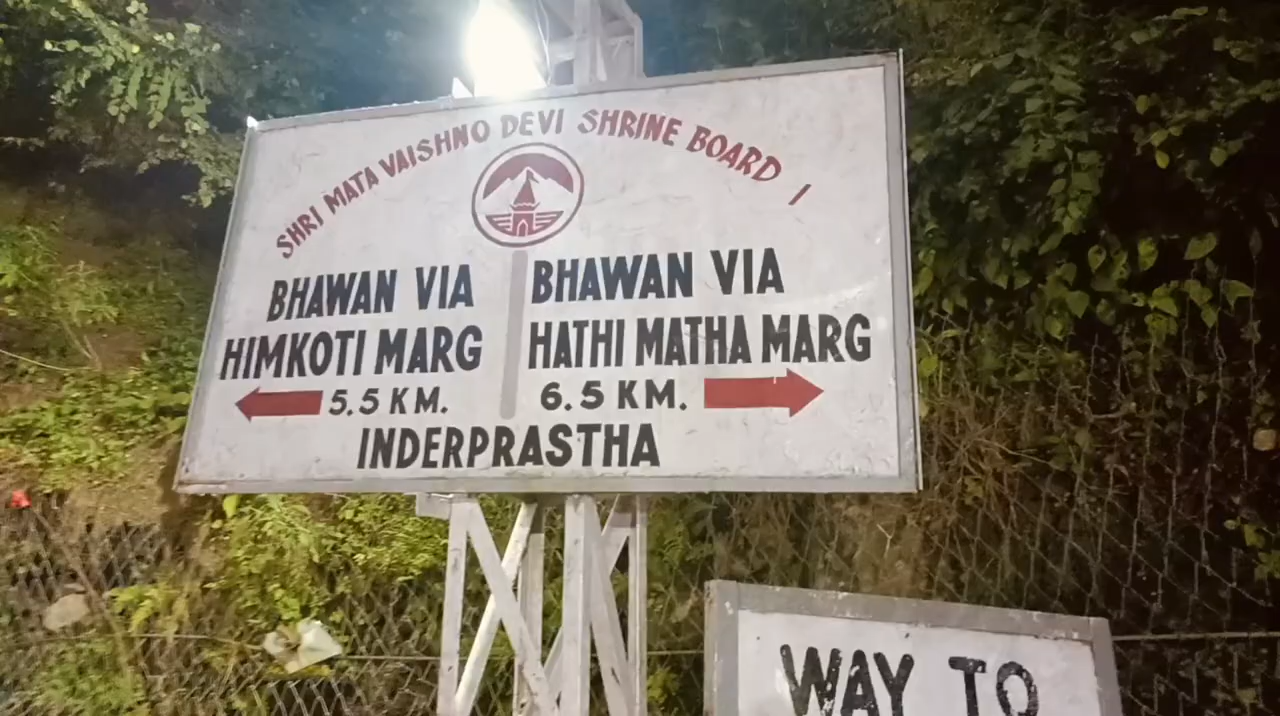 SHRI MATA VAISHNO DEVI SHRINE BOARD
BHAWAN VIA
HIMKOTI MARG
5.5 KM.
BHAWAN VIA
HATHI MATHA MARG
6.5 KM.
INDERPRASTHA
WAY TO